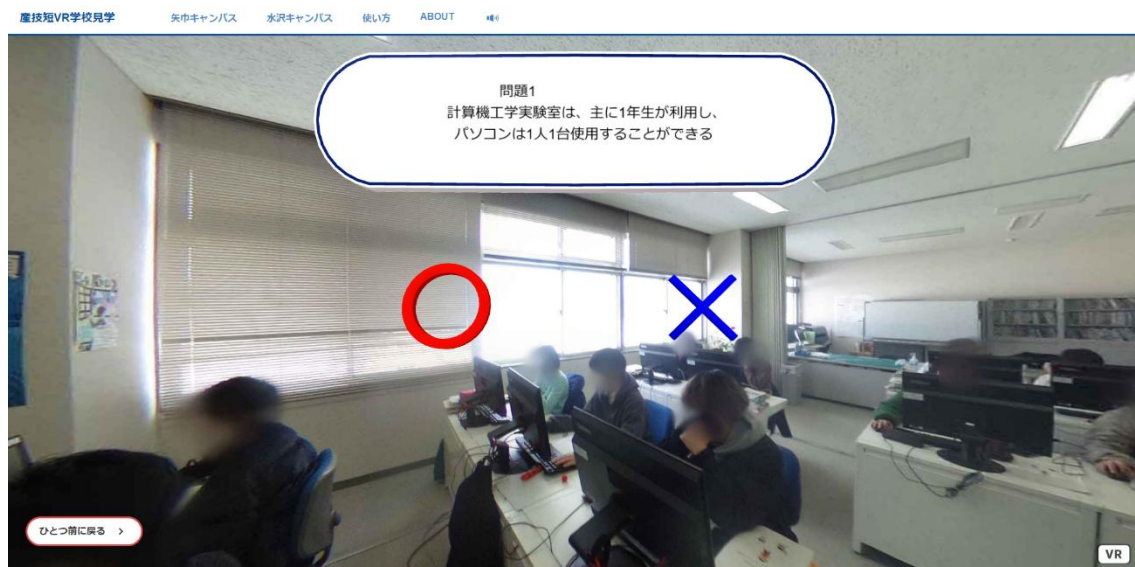 産技短VR学校見学
矢巾キャンパス
水沢キャンパス
使い方
ABOUT
問題1
計算機工学実験室は、主に1年生が利用し、
パソコンは1人1台使用することができる
ひとつ前に戻る
VR